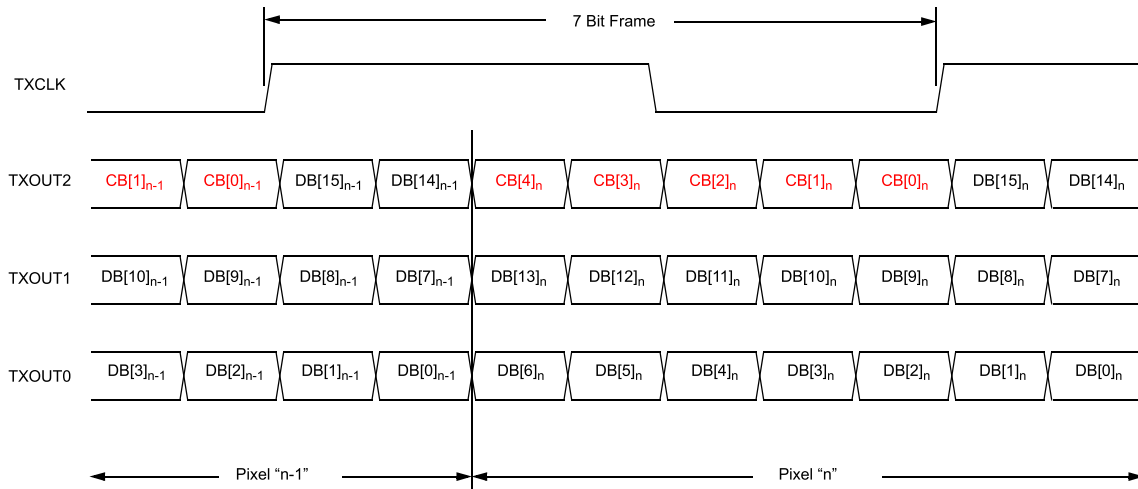 7 Bit Frame
TXCLK
TXOUT2 CB[1]n-1 CB[0]n-1 DB[15]n-1 DB[14]n-1 CB[4]n CB[3]n CB[2]n CB[1]n CB[0]n DB[15]n DB[14]n
TXOUT1 DB[10]n-1 DB[9]n-1 DB[8]n-1 DB[7]n-1 DB[13]n DB[12]n DB[11]n DB[10]n DB[9]n DB[8]n DB[7]n
TXOUT0 DB[3]n-1 DB[2]n-1 DB[1]n-1 DB[0]n-1 DB[6]n DB[5]n DB[4]n DB[3]n DB[2]n DB[1]n DB[0]n
Pixel “n-1” Pixel “n”